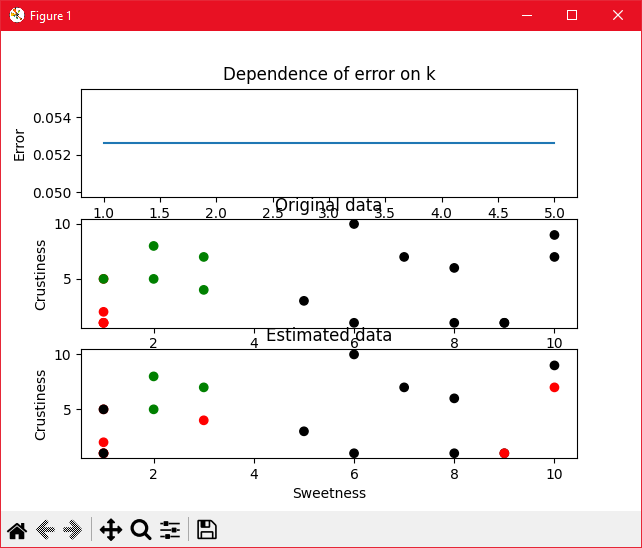 Figure 1
Dependence of error on k
Error
0.054
0.052
0.050
1.0 1.5 2.0 2.5 3.0 3.5 4.0 4.5 5.0
Original data
Crustiness
10
5
2 4 6 8 10
Estimated data
Crustiness
10
5
2 4 6 8 10
Sweetness